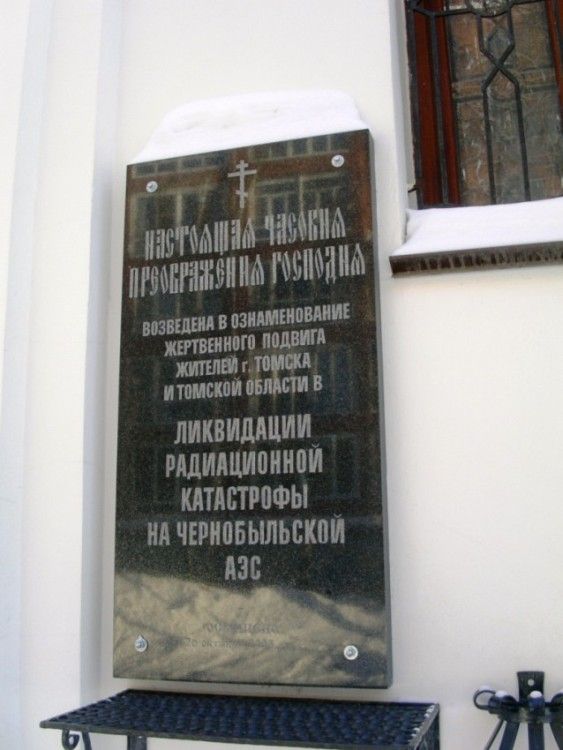 НАСТОЯЩАЯ ЧАСОВНЯ
ПРЕОБРАЖЕНИЯ ГОСПОДНЯ
ВОЗВЕДЕНА В ОЗНАМЕНОВАНИЕ
ЖЕРТВЕННОГО ПОДВИГА
ЖИТЕЛЕЙ г. ТОМСКА
И ТОМСКОЙ ОБЛАСТИ В
ЛИКВИДАЦИИ
РАДИАЦИОННОЙ
КАТАСТРОФЫ
НА ЧЕРНОБЫЛЬСКОЙ
АЭС